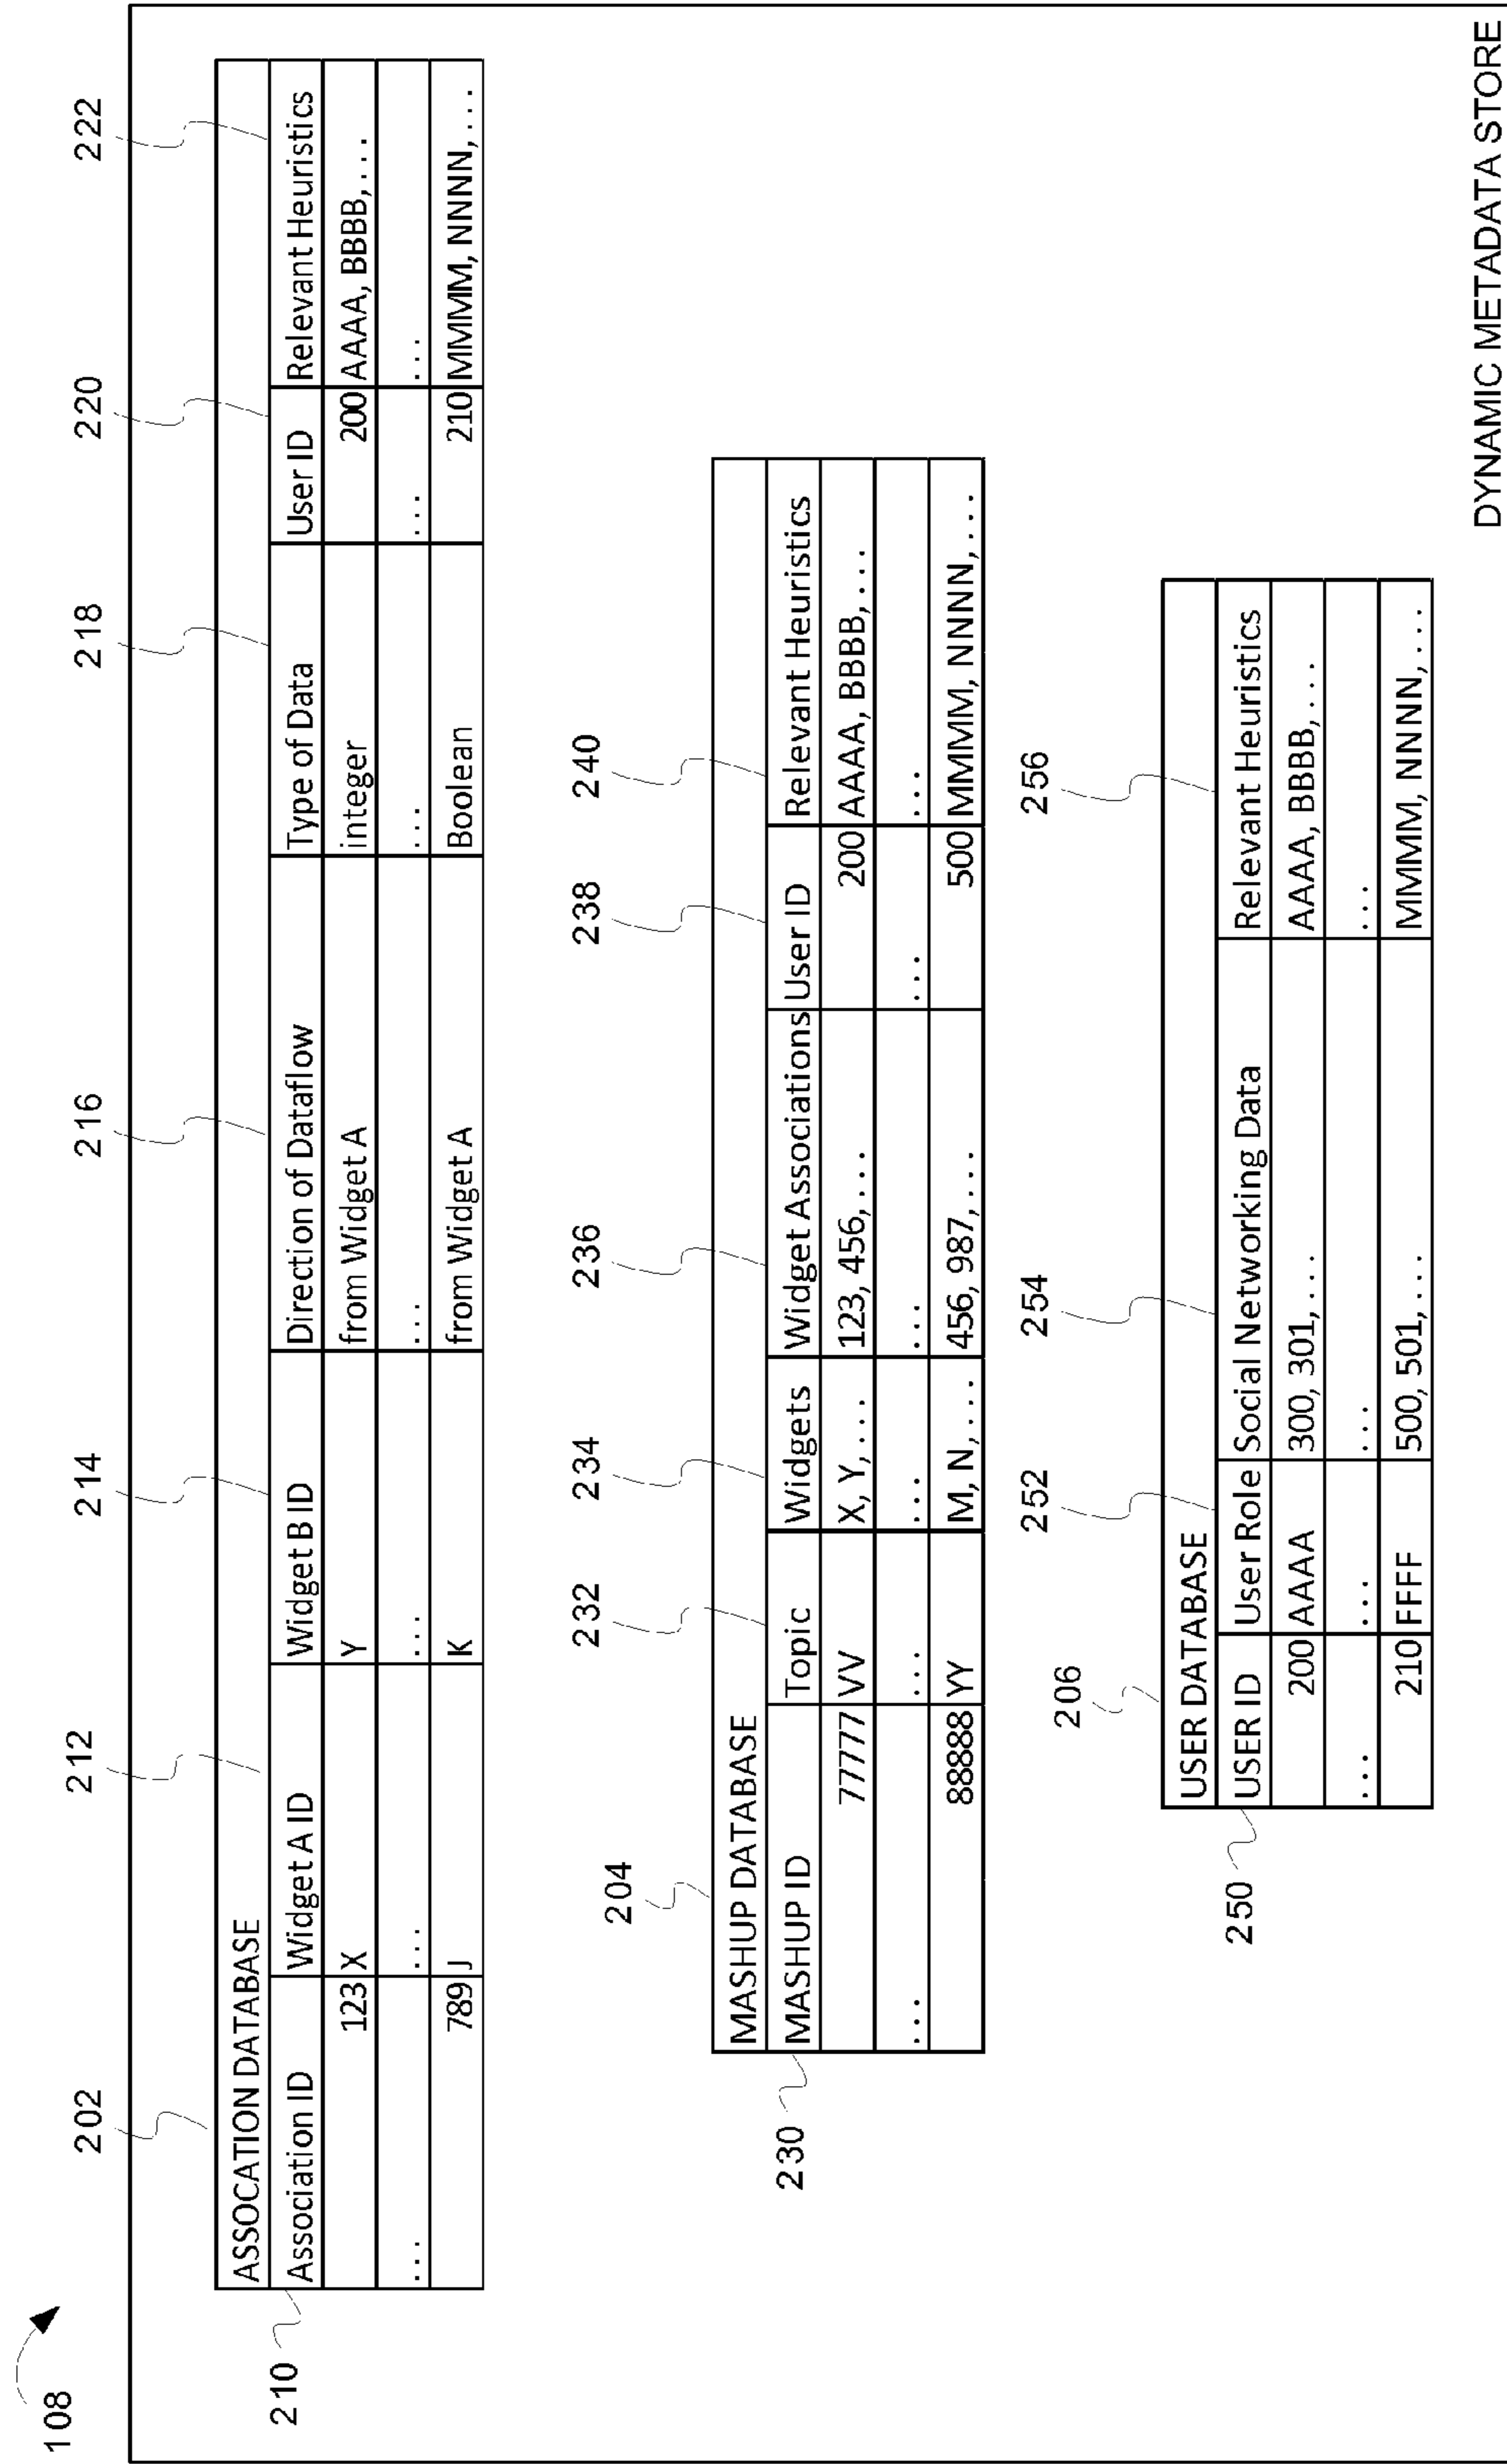 108
202
212
214
216
218
220
222
210
ASSOCATION DATABASE
Association ID Widget A ID Widget B ID Direction of Dataflow Type of Data User ID Relevant Heuristics
123 X Y from Widget A integer 200 AAAA, BBBB,...
... ... ... ... ... ... ...
789 J K from Widget A Boolean 210 MMMM, NNNN,...
204
232
234
236
238
240
230
MASHUP DATABASE
MASHUP ID Topic Widgets Widget Associations User ID Relevant Heuristics
77777 VV X, Y,... 123, 456,... 200 AAAA, BBBB,...
... ... ... ... ... ...
88888 YY M, N,... 456, 987,... 500 MMMM, NNNN,...
206
252
254
256
250
USER DATABASE
USER ID User Role Social Networking Data Relevant Heuristics
200 AAAA 300, 301,... AAAA, BBBB,...
... ... ... ...
210 FFFF 500, 501,... MMMM, NNNN,...
DYNAMIC METADATA STORE